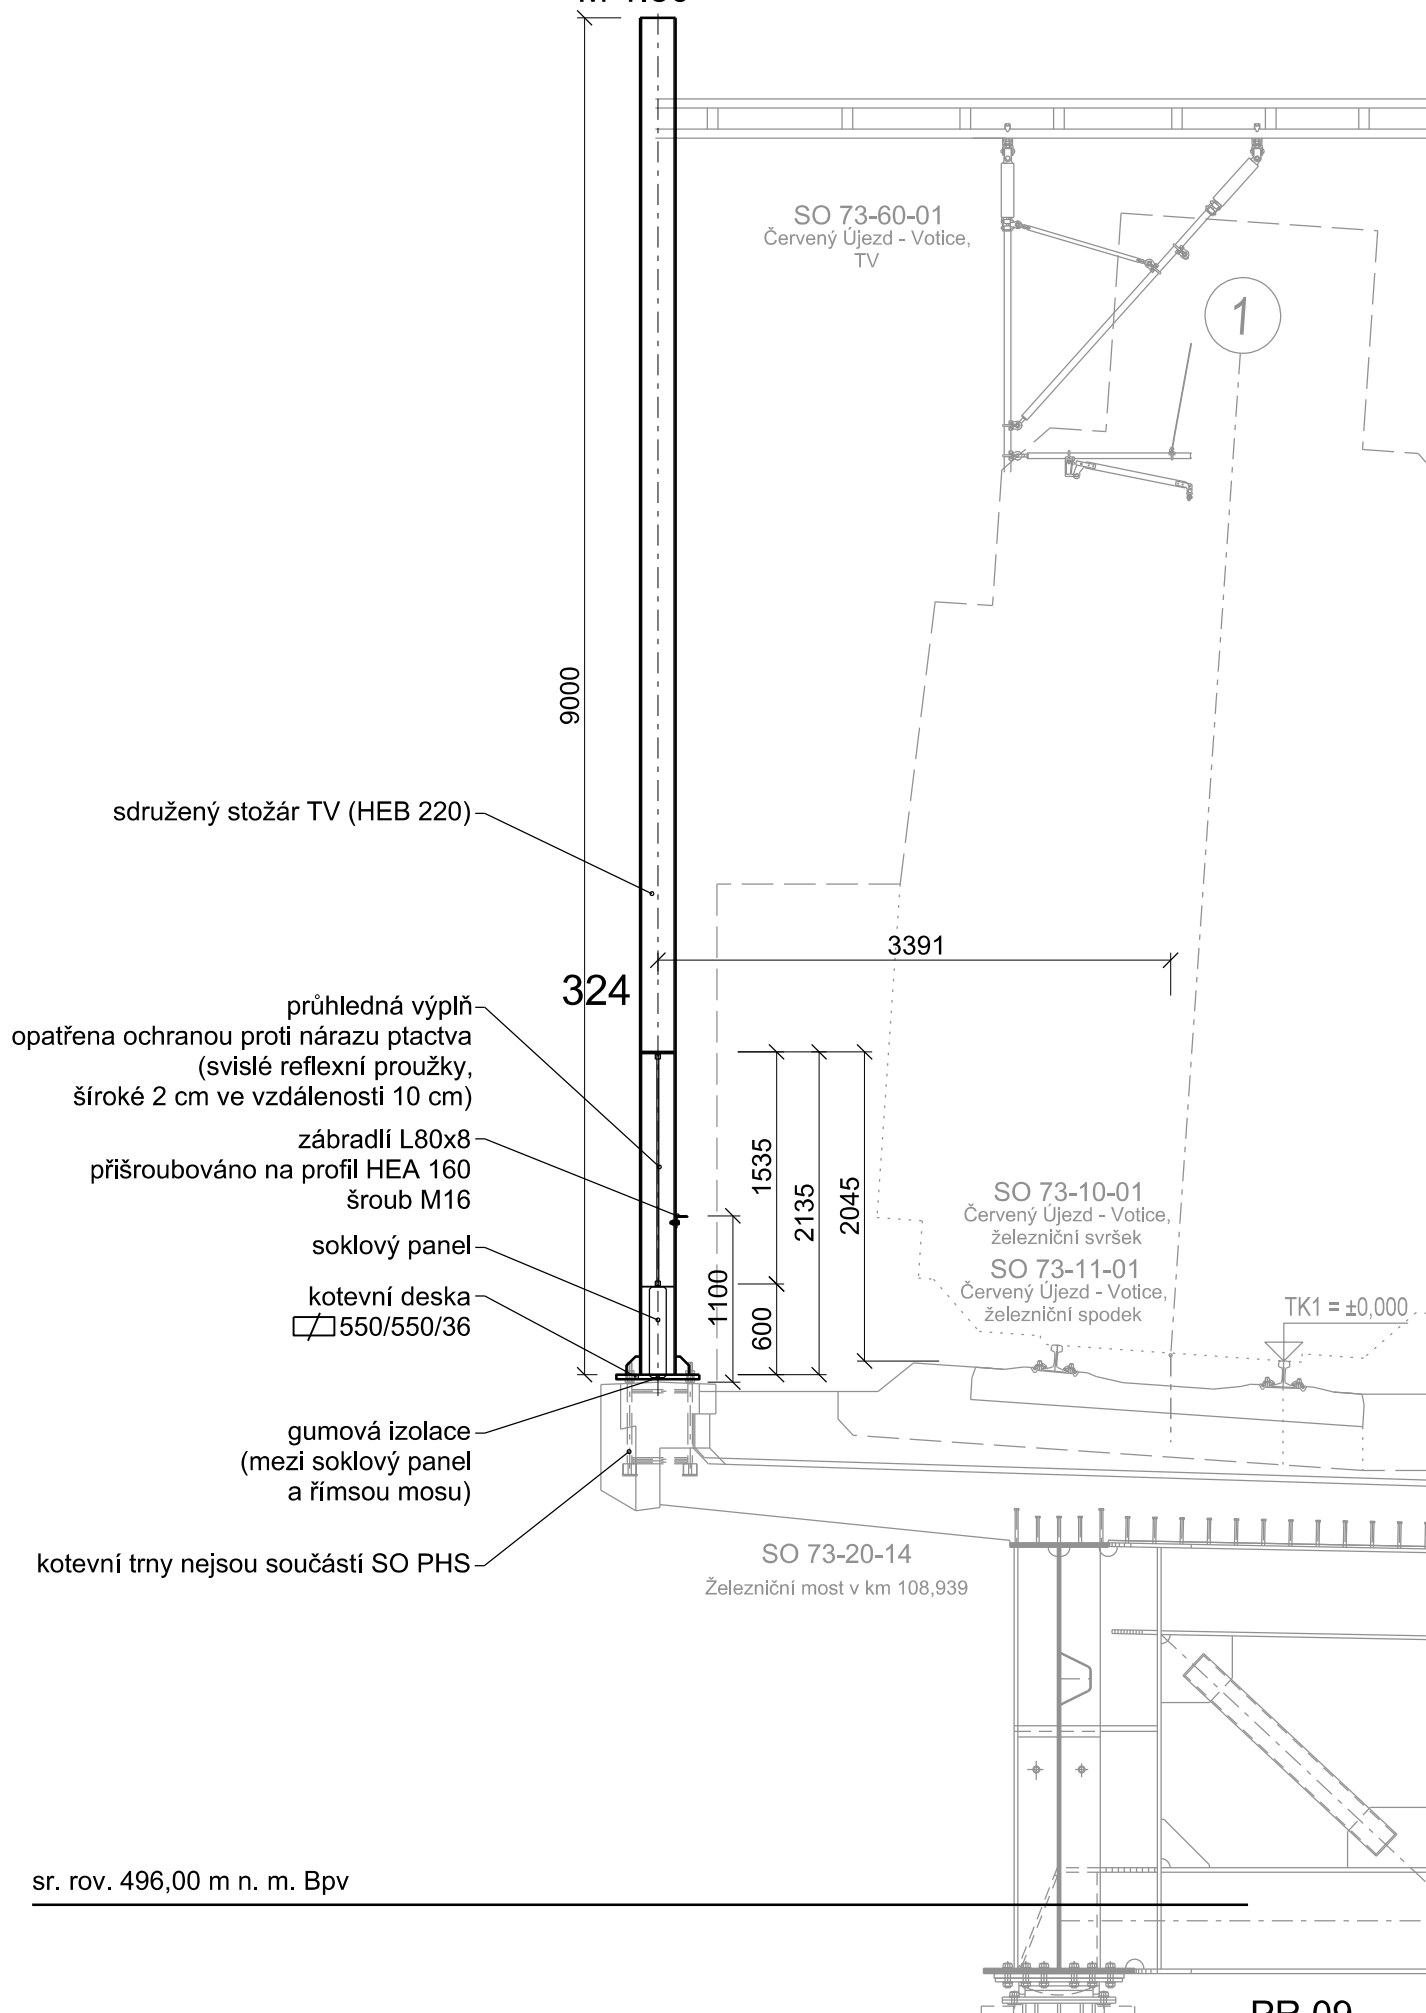 SO 73-60-01
Červený Újezd - Votice,
TV
1
9000
sdružený stožár TV (HEB 220)
3391
324
průhledná výplň
opatřena ochranou proti nárazu ptactva
(svislé reflexní proužky,
šíroké 2 cm ve vzdálenosti 10 cm)
zábradlí L80x8
přišroubováno na profil HEA 160
šroub M16
soklový panel
kotevní deska
550/550/36
1535
2135
2045
1100
600
SO 73-10-01
Červený Újezd - Votice,
železniční svršek
SO 73-11-01
Červený Újezd - Votice,
železniční spodek
TK1 = ±0,000
gumová izolace
(mezi soklový panel
a římsou mosu)
kotevní trny nejsou součástí SO PHS
SO 73-20-14
Železniční most v km 108,939
sr. rov. 496,00 m n. m. Bpv